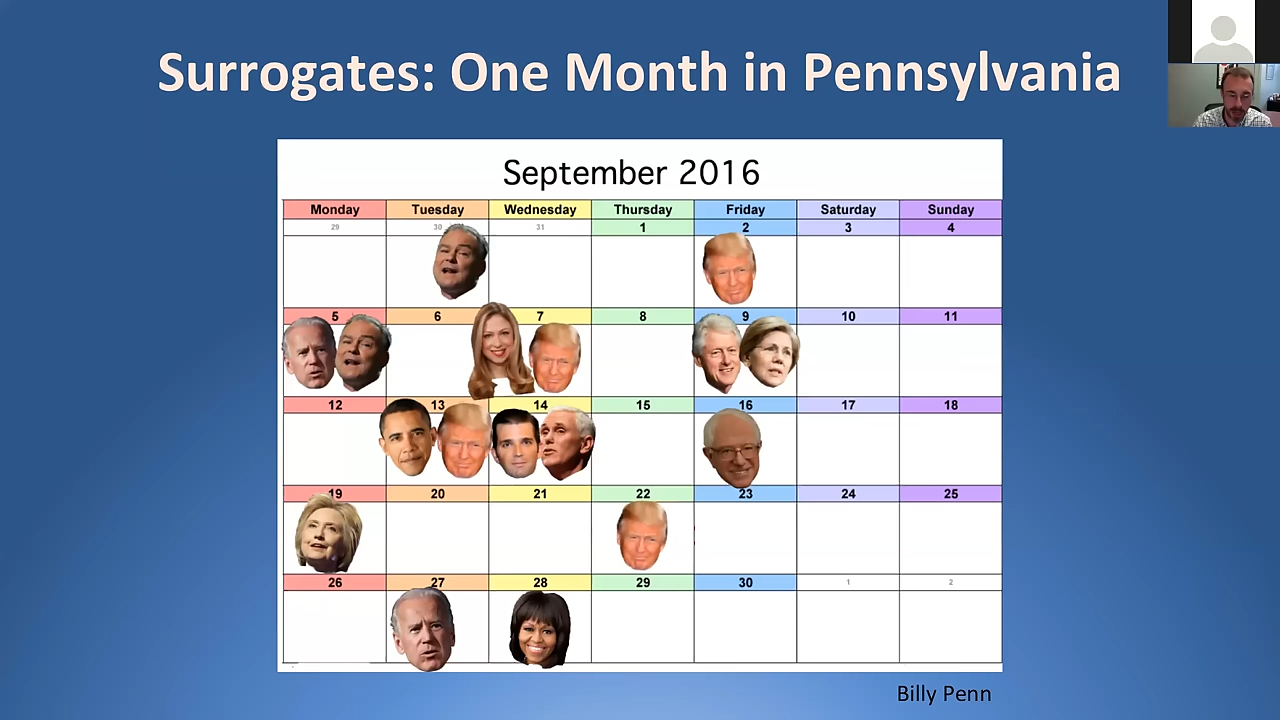 Surrogates: One Month in Pennsylvania
September 2016
Monday Tuesday Wednesday Thursday Friday Saturday Sunday
29 30 31 1 2 3 4
5 6 7 8 9 10 11
12 13 14 15 16 17 18
19 20 21 22 23 24 25
26 27 28 29 30 1 2
Billy Penn